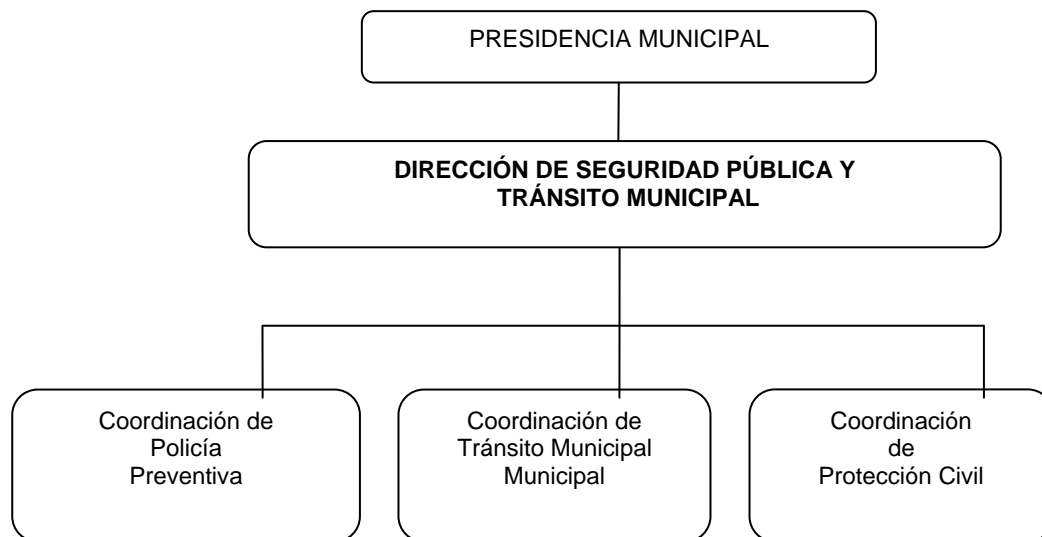 PRESIDENCIA MUNICIPAL
DIRECCIÓN DE SEGURIDAD PÚBLICA Y
TRÁNSITO MUNICIPAL
Coordinación de
Policía
Preventiva
Coordinación de
Tránsito Municipal
Municipal
Coordinación
de
Protección Civil